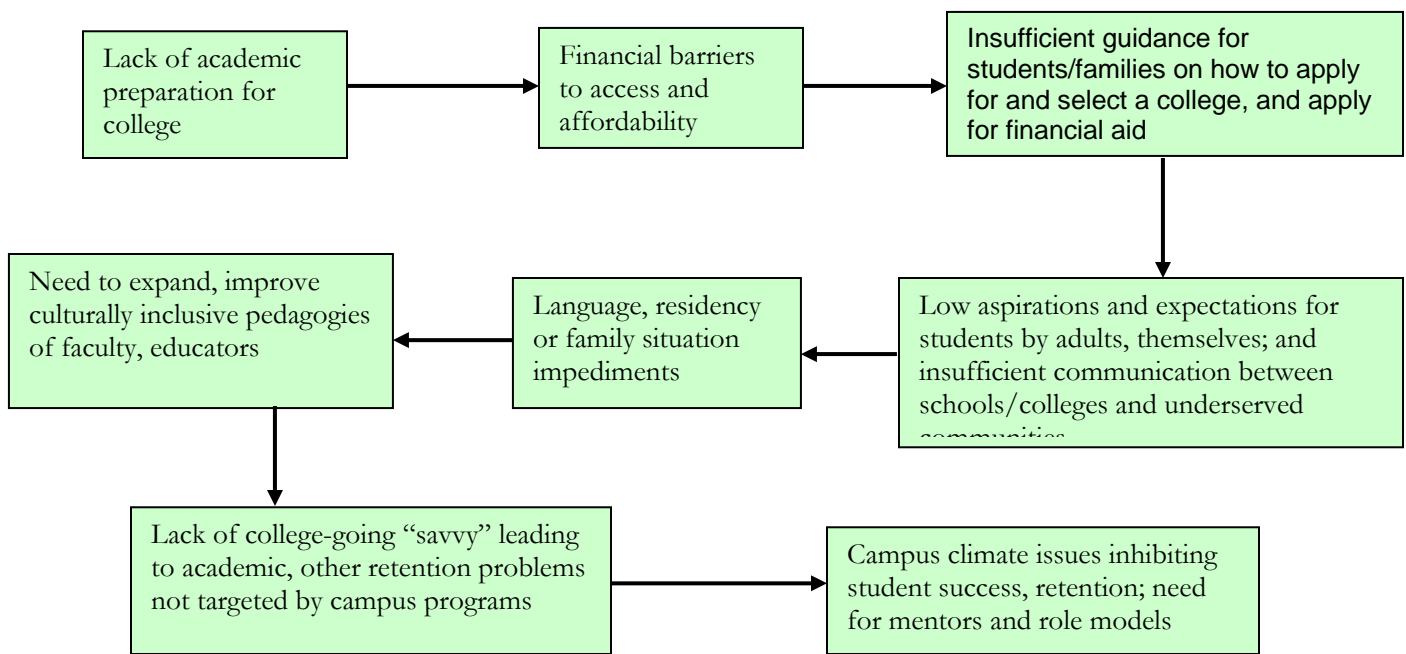 Lack of academic
preparation for
college
Financial barriers
to access and
affordability
Insufficient guidance for
students/families on how to apply
for and select a college, and apply
for financial aid
Low aspirations and expectations for
students by adults, themselves; and
insufficient communication between
schools/colleges and underserved
communities
Language, residency
or family situation
impediments
Need to expand, improve
culturally inclusive pedagogies
of faculty, educators
Lack of college-going “savvy” leading
to academic, other retention problems
not targeted by campus programs
Campus climate issues inhibiting
student success, retention; need
for mentors and role models